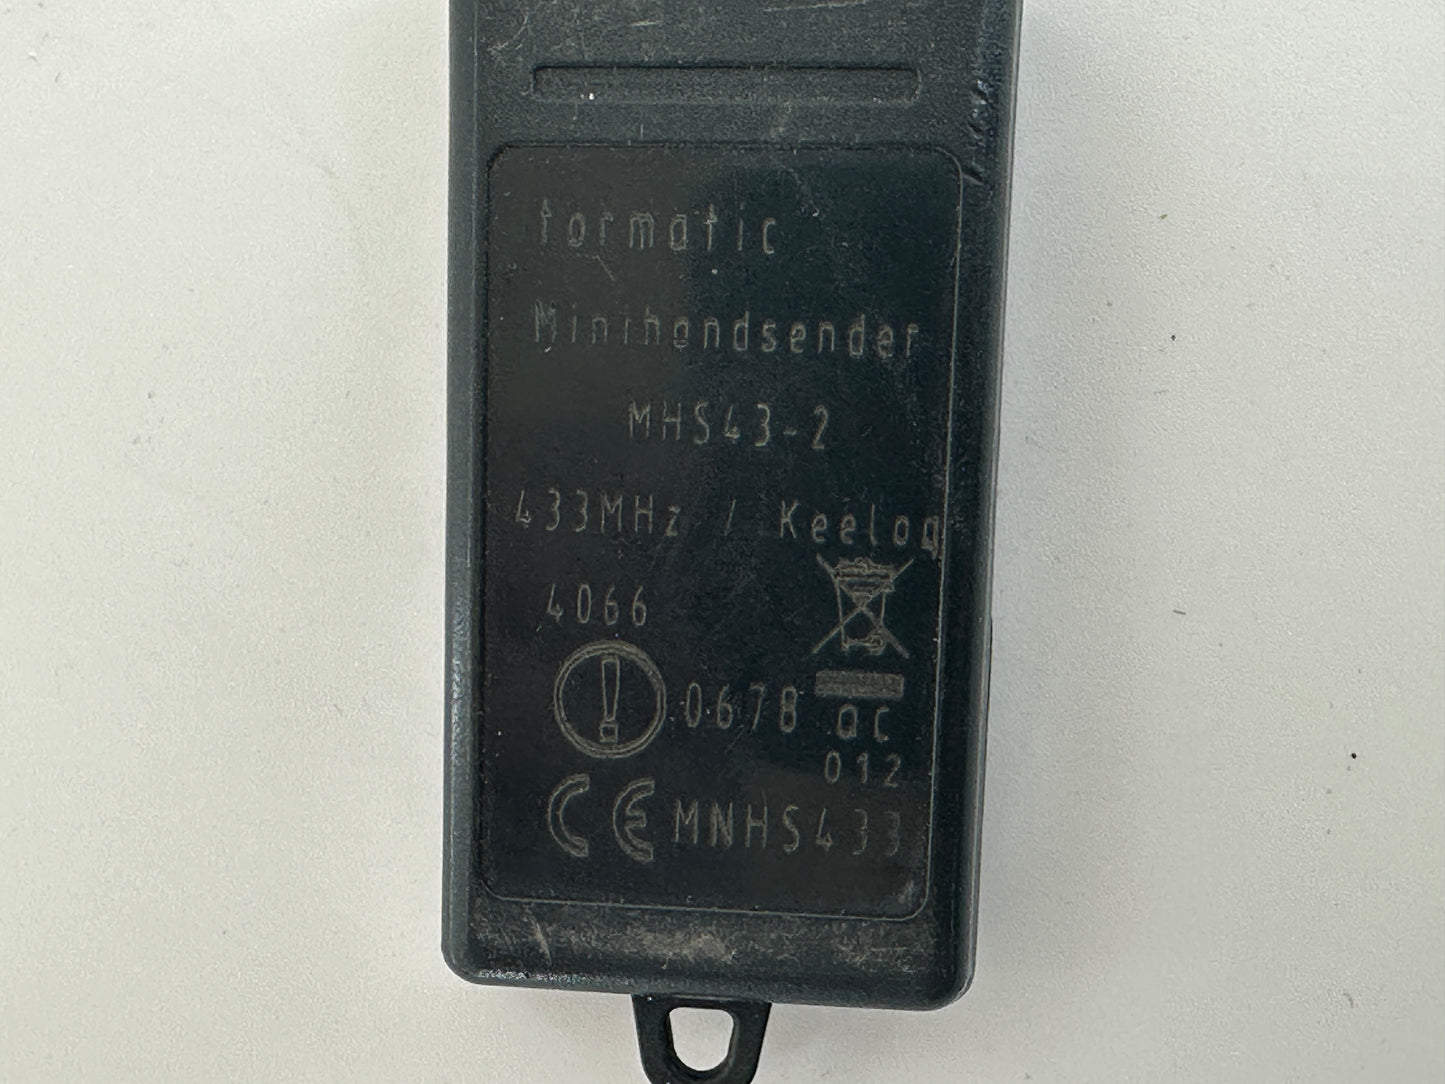 tormatic
Minihandsender
MHS43-2
433MHz / Keeloq
4066
0678 ac
012
CE MNHS433